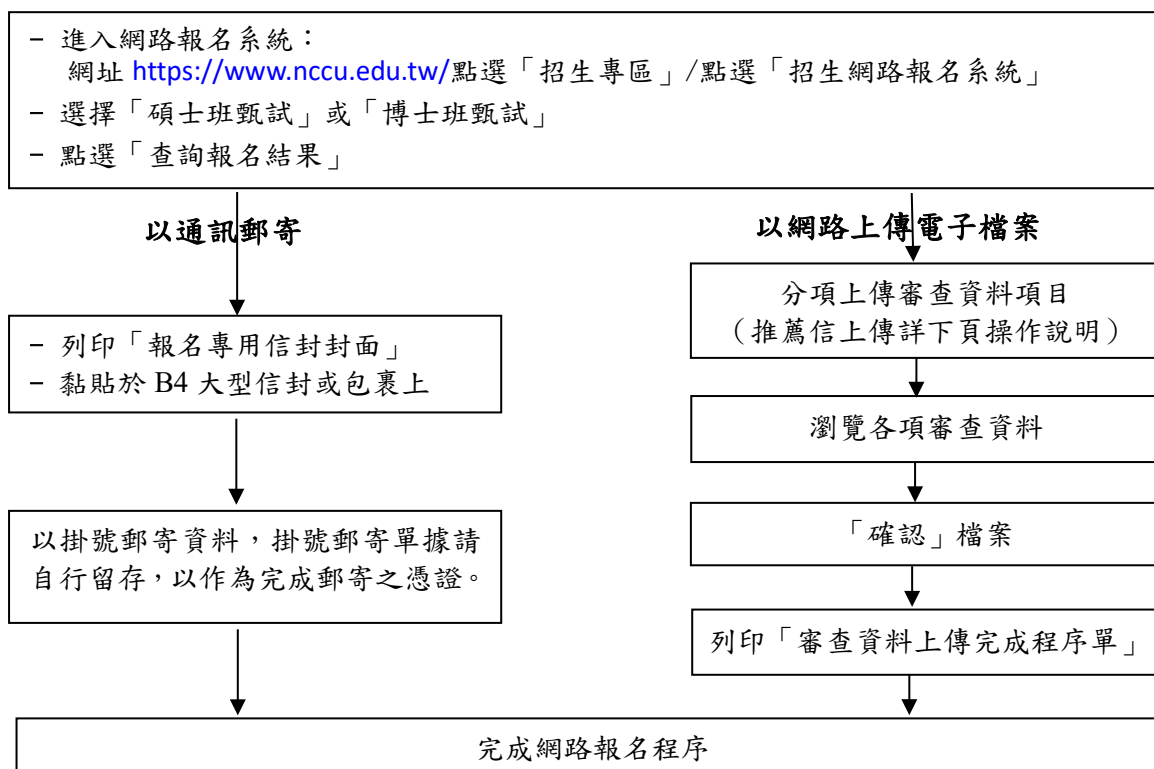 – 進入網路報名系統：
網址 https://www.nccu.edu.tw/點選「招生專區」/點選「招生網路報名系統」
– 選擇「碩士班甄試」或「博士班甄試」
– 點選「查詢報名結果」
以通訊郵寄
– 列印「報名專用信封封面」
– 黏貼於 B4 大型信封或包裹上
以掛號郵寄資料，掛號郵寄單據請
自行留存，以作為完成郵寄之憑證。
以網路上傳電子檔案
分項上傳審查資料項目
（推薦信上傳詳下頁操作說明）
瀏覽各項審查資料
「確認」檔案
列印「審查資料上傳完成程序單」
完成網路報名程序